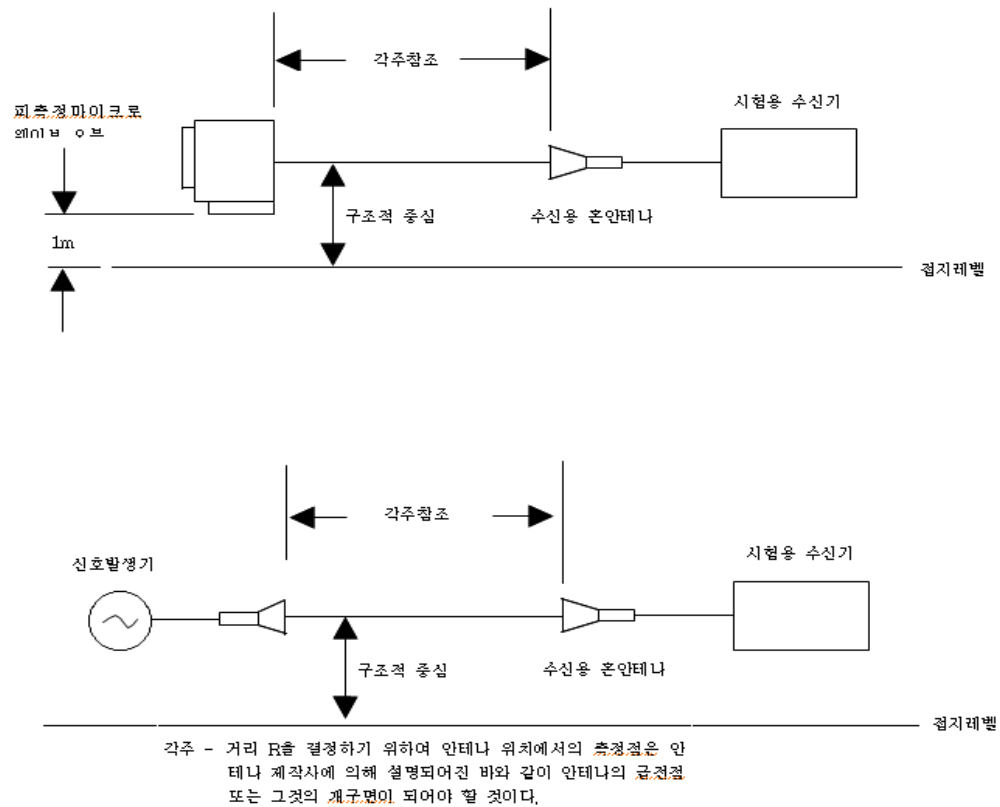 각주참조
시험용 수신기
피측정마이크로
웨이브 오븐
구조적 중심
수신용 혼안테나
1m
접지레벨
각주참조
시험용 수신기
신호발생기
구조적 중심
수신용 혼안테나
접지레벨
각주 - 거리 R을 결정하기 위하여 안테나 위치에서의 측정점은 안
테나 제작사에 의해 설명되어진 바와 같이 안테나의 급전점
또는 그것의 개구면이 되어야 할 것이다.